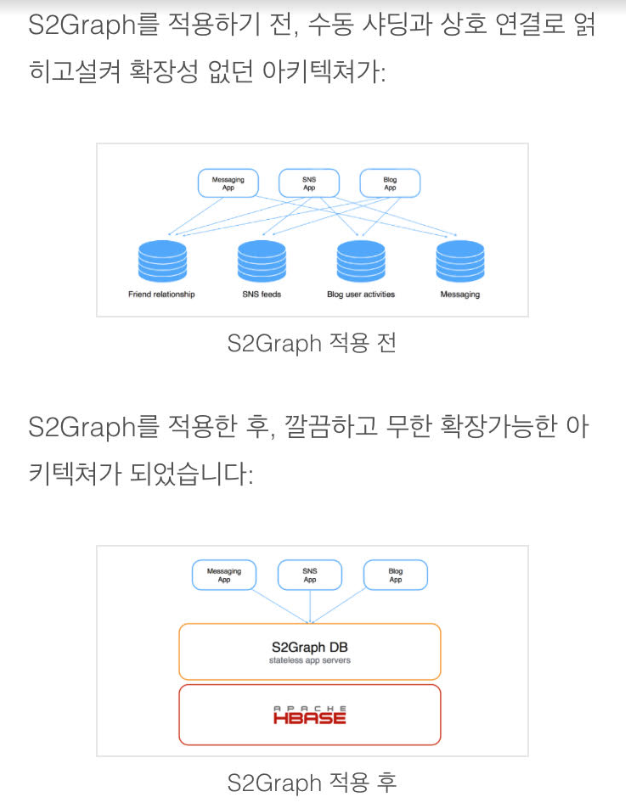 S2Graph를 적용하기 전, 수동 샤딩과 상호 연결로 얽
히고설켜 확장성 없던 아키텍쳐가:
Messaging
App
SNS
App
Blog
App
Friend relationship
SNS feeds
Blog user activities
Messaging
S2Graph 적용 전
S2Graph를 적용한 후, 깔끔하고 무한 확장가능한 아
키텍쳐가 되었습니다:
Messaging
App
SNS
App
Blog
App
S2Graph DB
stateless app servers
APACHE
HBASE
S2Graph 적용 후